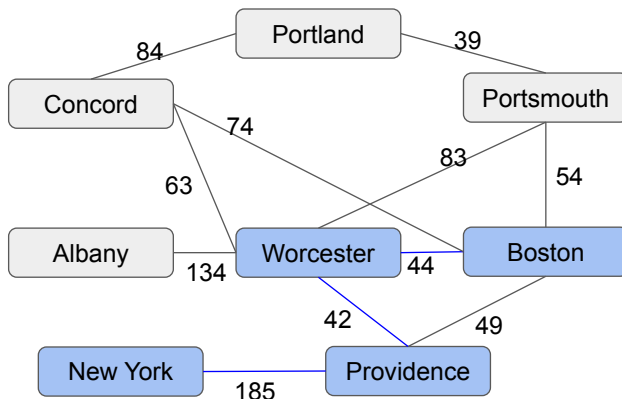 Portland
84
39
Concord
Portsmouth
74
83
63
54
Albany
Worcester
Boston
134
44
42
49
New York
Providence
185